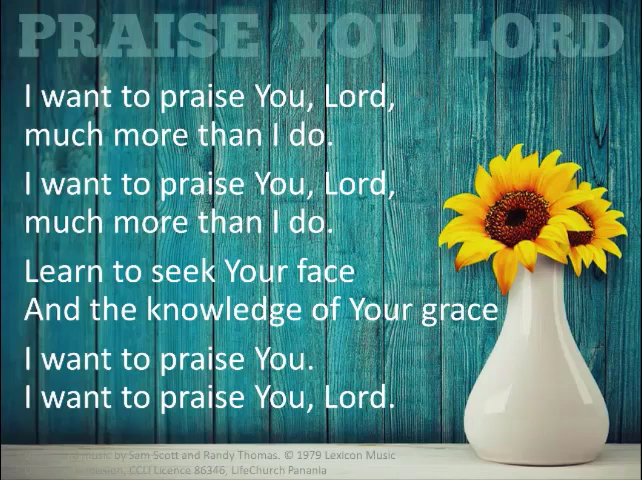 PRAISE YOU LORD
I want to praise You, Lord,
much more than I do.
I want to praise You, Lord,
much more than I do.
Learn to seek Your face
And the knowledge of Your grace
I want to praise You.
I want to praise You, Lord.
music by Sam Scott and Randy Thomas. © 1979 Lexicon Music
CCLI Licence 86346, LifeChurch Panania